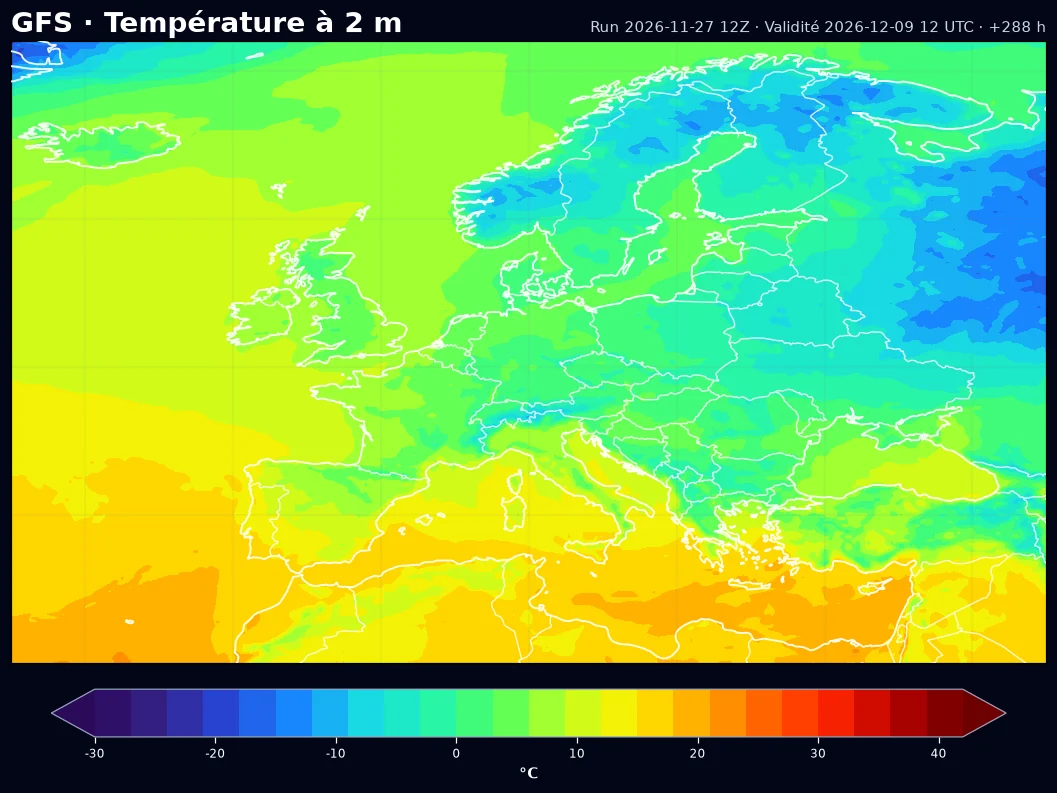 GFS · Température à 2 m
Run 2026-11-27 12Z · Validité 2026-12-09 12 UTC · +288 h
-30 -20 -10 0 10 20 30 40
°C